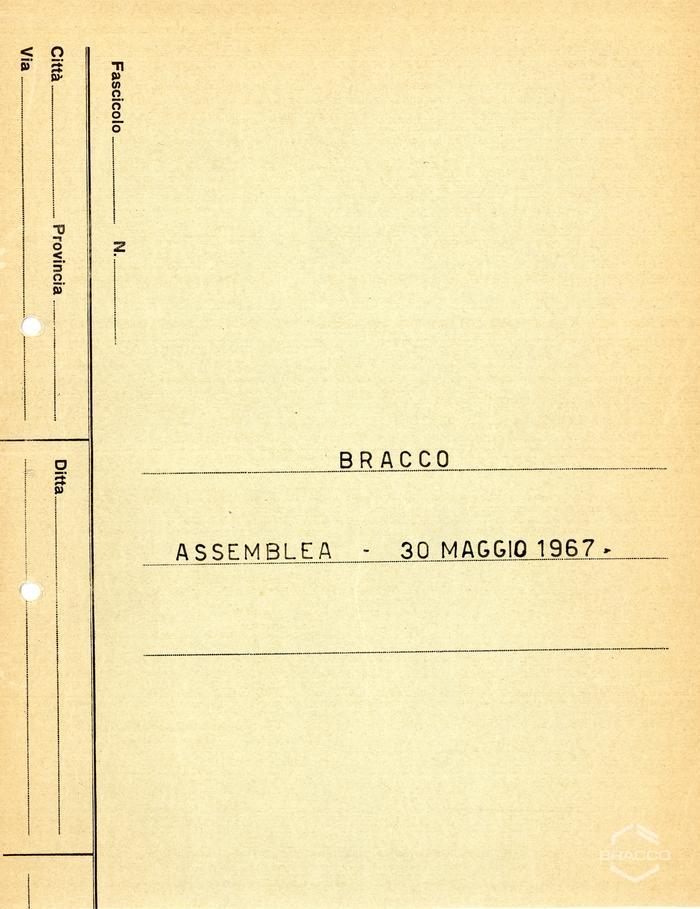 Fascicolo N.
Città Provincia
Via
Ditta
BRACCO
ASSEMBLEA - 30 MAGGIO 1967.
BRACCO